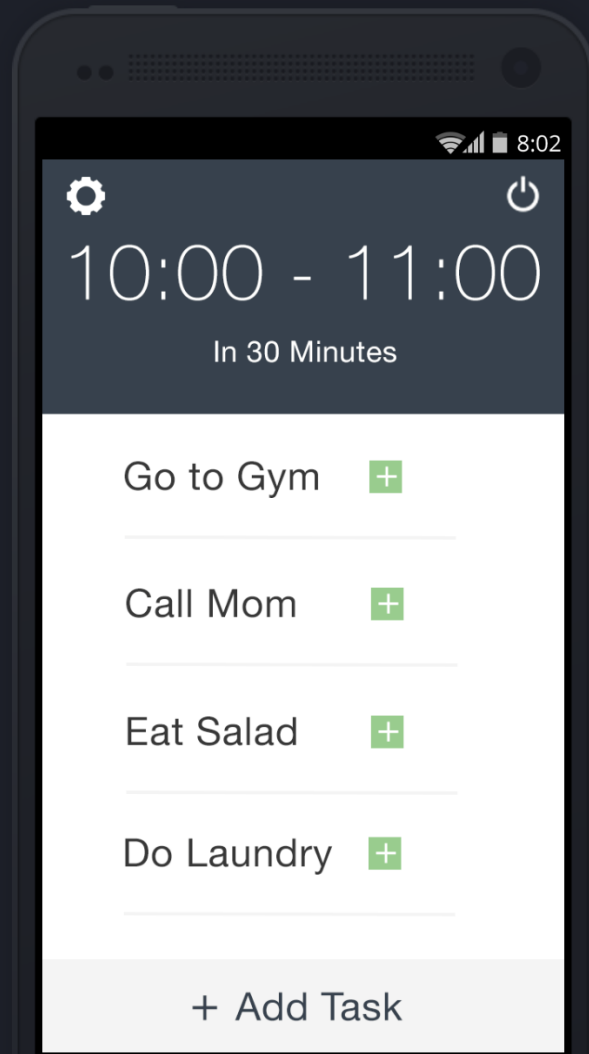 8:02
10:00 - 11:00
In 30 Minutes
Go to Gym +
Call Mom +
Eat Salad +
Do Laundry +
+ Add Task